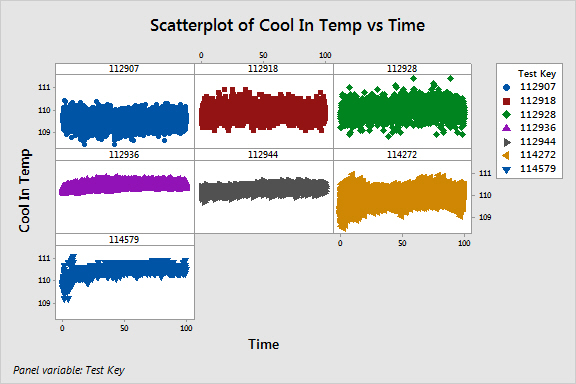 Scatterplot of Cool In Temp vs Time
0 50 100
112907 112918 112928
111
110
109
112936 112944 114272
111
110
109
114579
0 50 100
111
110
109
0 50 100
Cool In Temp
Time
Test Key
112907
112918
112928
112936
112944
114272
114579
Panel variable: Test Key